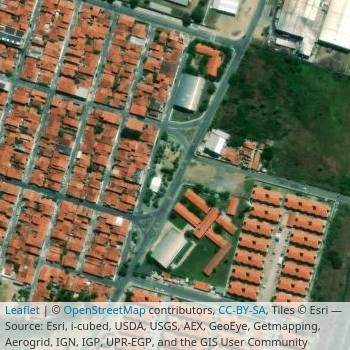 Leaflet | © OpenStreetMap contributors, CC-BY-SA, Tiles © Esri —
Source: Esri, i-cubed, USDA, USGS, AEX, GeoEye, Getmapping,
Aerogrid, IGN, IGP, UPR-EGP, and the GIS User Community